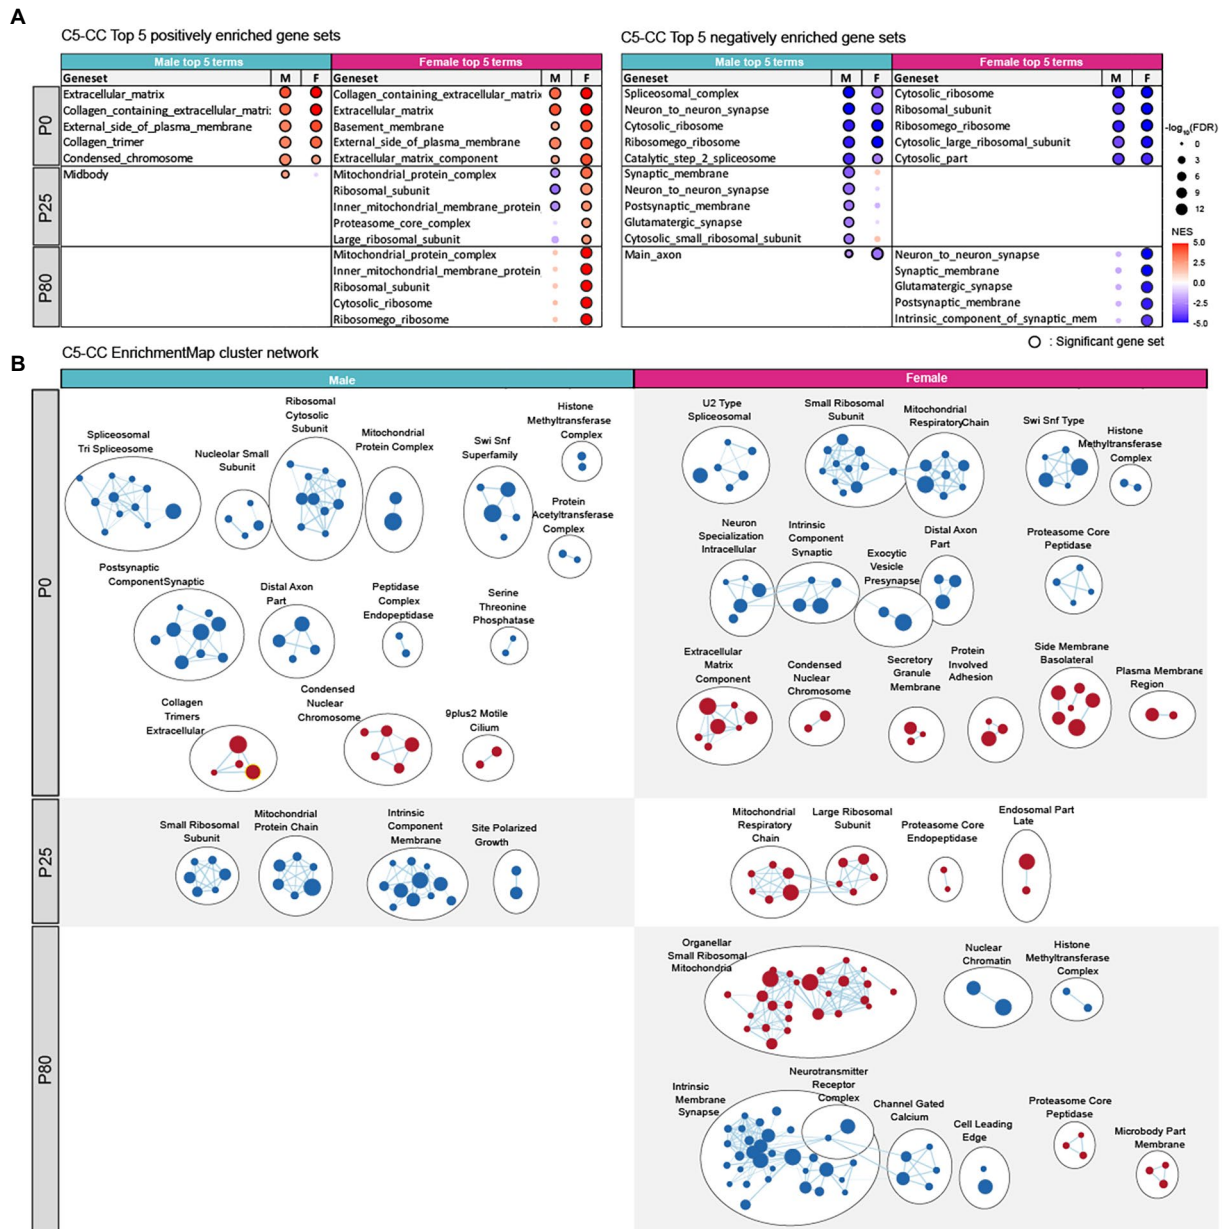 A
C5-CC Top 5 positively enriched gene sets
Male top 5 terms
Female top 5 terms
Geneset M F
Geneset M F
P0
Extracellular_matrix
Collagen_containing_extracellular_matri:
External_side_of_plasma_membrane
Collagen_trimer
Condensed_chromosome
Collagen_containing_extracellular_matrix
Extracellular_matrix
Basement_membrane
External_side_of_plasma_membrane
Extracellular_matrix_component
P25
Midbody
Mitochondrial_protein_complex
Ribosomal_subunit
Inner_mitochondrial_membrane_protein
Proteasome_core_complex
Large_ribosomal_subunit
P80
Mitochondrial_protein_complex
Inner_mitochondrial_membrane_protein
Ribosomal_subunit
Cytosolic_ribosome
Ribosomego_ribosome
C5-CC Top 5 negatively enriched gene sets
Male top 5 terms
Female top 5 terms
Geneset M F
Geneset M F
Spliceosomal_complex
Neuron_to_neuron_synapse
Cytosolic_ribosome
Ribosomego_ribosome
Catalytic_step_2_spliceosome
Cytosolic_ribosome
Ribosomal_subunit
Ribosomego_ribosome
Cytosolic_large_ribosomal_subunit
Cytosolic_part
Synaptic_membrane
Neuron_to_neuron_synapse
Postsynaptic_membrane
Glutamatergic_synapse
Cytosolic_small_ribosomal_subunit
Main_axon
Neuron_to_neuron_synapse
Synaptic_membrane
Glutamatergic_synapse
Postsynaptic_membrane
Intrinsic_component_of_synaptic_mem
-log10(FDR)
0
3
6
9
12
NES
5.0
2.5
0.0
-2.5
-5.0
: Significant gene set
B
C5-CC EnrichmentMap cluster network
Male
Female
P0
Spliceosomal
Tri Spliceosome
Nucleolar Small
Subunit
Ribosomal
Cytosolic
Subunit
Mitochondrial
Protein Complex
Swi Snf
Superfamily
Histone
Methyltransferase
Complex
Protein
Acetyltransferase
Complex
Postsynaptic
ComponentSynaptic
Distal Axon
Part
Peptidase
Complex
Endopeptidase
Serine
Threonine
Phosphatase
Collagen
Trimers
Extracellular
Condensed
Nuclear
Chromosome
9plus2 Motile
Cilium
U2 Type
Spliceosomal
Small Ribosomal
Subunit
Mitochondrial
RespiratoryChain
Swi Snf Type
Histone
Methyltransferase
Complex
Neuron
Specialization
Intracellular
Intrinsic
Component
Synaptic
Exocytic
Vesicle
Presynapse
Distal Axon
Part
Proteasome Core
Peptidase
Extracellular
Matrix
Component
Condensed
Nuclear
Chromosome
Secretory
Granule
Membrane
Protein
Involved
Adhesion
Side Membrane
Basolateral
Plasma Membrane
Region
P25
Small Ribosomal
Subunit
Mitochondrial
Protein Chain
Intrinsic
Component
Membrane
Site Polarized
Growth
Mitochondrial
Respiratory
Chain
Large Ribosomal
Subunit
Proteasome Core
Endopeptidase
Endosomal Part
Late
P80
Organellar
Small Ribosomal
Mitochondria
Nuclear
Chromatin
Histone
Methyltransferase
Complex
Intrinsic
Membrane
Synapse
Neurotransmitter
Receptor
Complex
Channel Gated
Calcium
Cell Leading
Edge
Proteasome Core
Peptidase
Microbody Part
Membrane